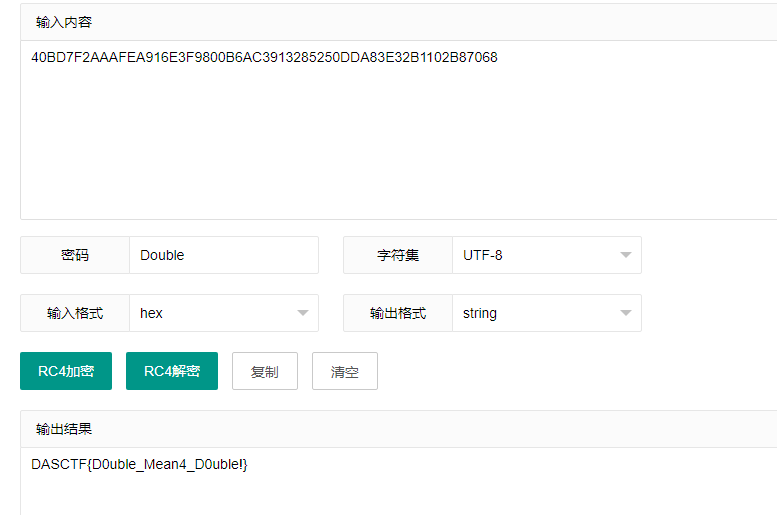 输入内容
40BD7F2AAAFEA916E3F9800B6AC3913285250DDA83E32B1102B87068
密码 Double 字符集 UTF-8
输入格式 hex 输出格式 string
RC4加密 RC4解密 复制 清空
输出结果
DASCTF{D0uble_Mean4_D0uble!}